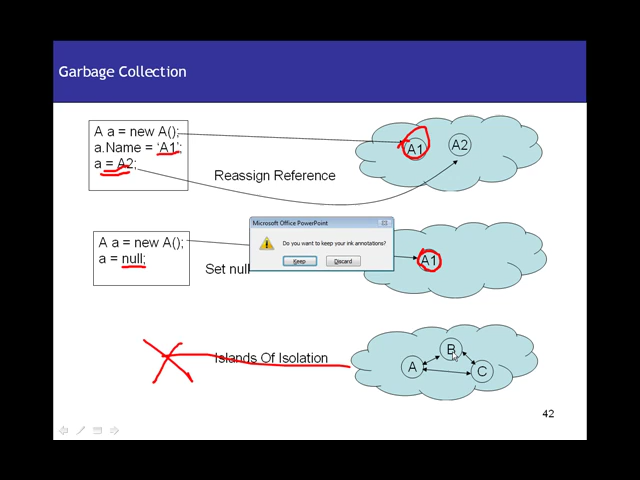 Garbage Collection
A a = new A();
a.Name = 'A1';
a = A2;
Reassign Reference
A1
A2
Microsoft Office PowerPoint
Do you want to keep your ink annotations?
Keep
Discard
A a = new A();
a = null;
Set null
A1
Islands Of Isolation
B
A
C
42